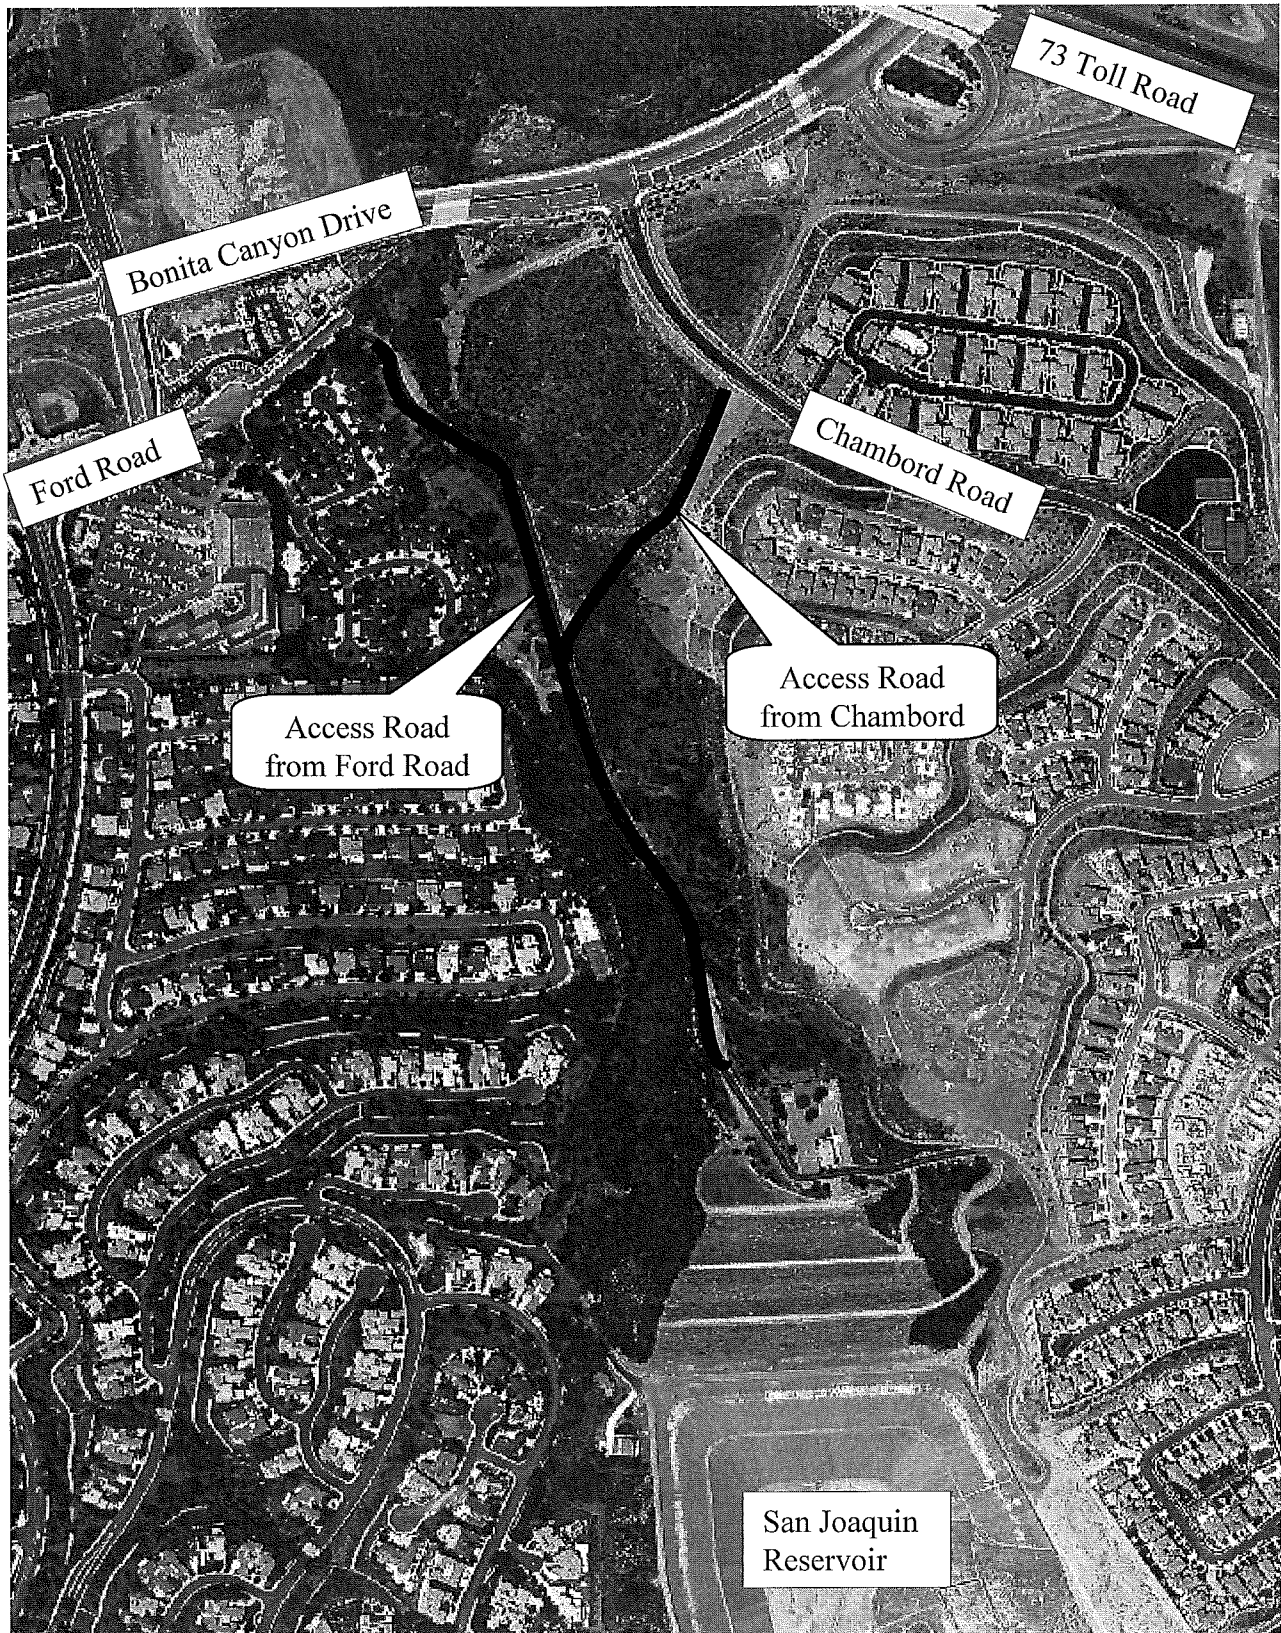 73 Toll Road
Bonita Canyon Drive
Ford Road
Chambord Road
Access Road
from Chambord
Access Road
from Ford Road
San Joaquin
Reservoir